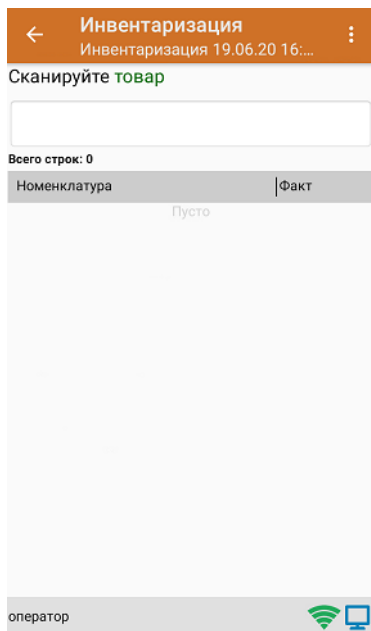 Инвентаризация
Инвентаризация 19.06.20 16:...
Сканируйте товар
Всего строк: 0
Номенклатура Факт
Пусто
оператор